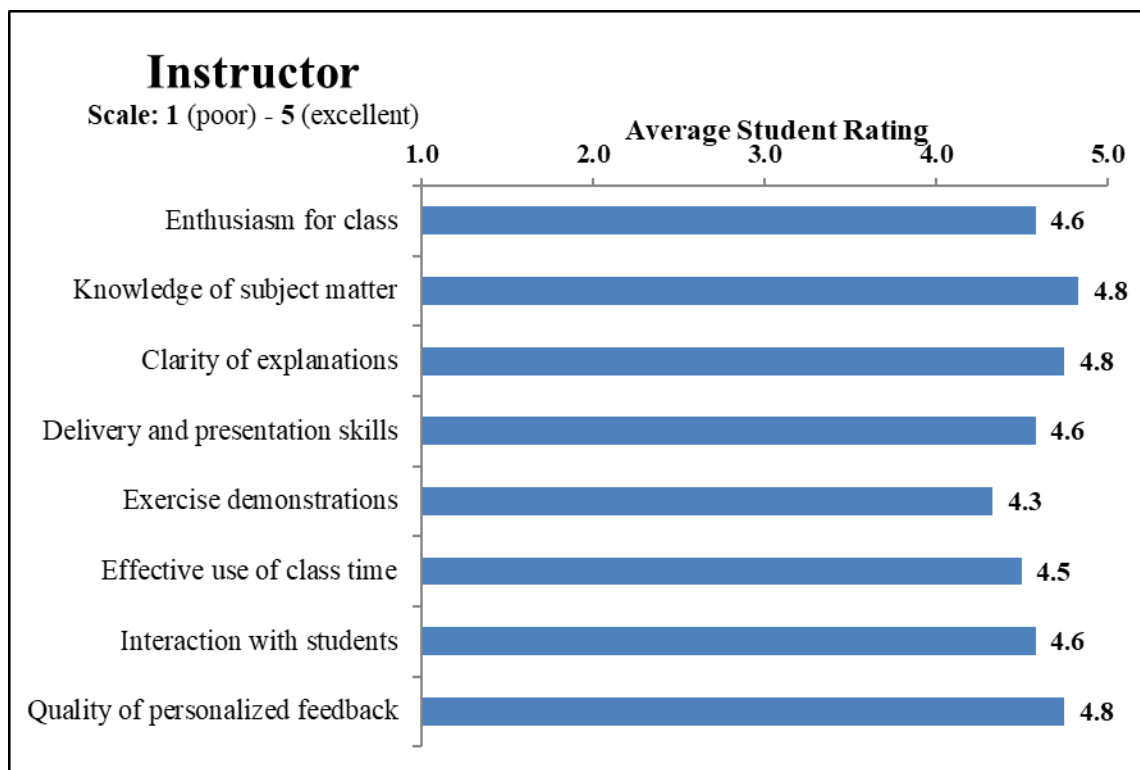 Instructor
Scale: 1 (poor) - 5 (excellent)
Average Student Rating
1.0 2.0 3.0 4.0 5.0
Enthusiasm for class 4.6
Knowledge of subject matter 4.8
Clarity of explanations 4.8
Delivery and presentation skills 4.6
Exercise demonstrations 4.3
Effective use of class time 4.5
Interaction with students 4.6
Quality of personalized feedback 4.8